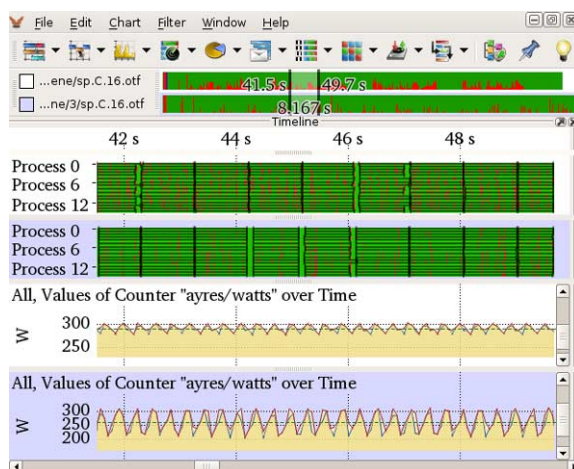 File Edit Chart Filter Window Help
...ene/sp.C.16.otf
41.5 s 49.7 s
...ne/3/sp.C.16.otf
8.167 s
Timeline
42 s 44 s 46 s 48 s
Process 0
Process 6
Process 12
Process 0
Process 6
Process 12
All, Values of Counter "ayres/watts" over Time
W
300
250
All, Values of Counter "ayres/watts" over Time
W
300
250
200